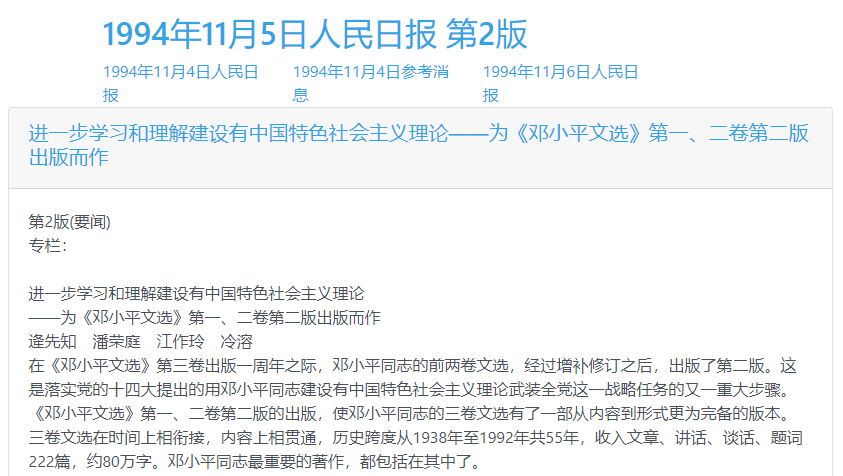 1994年11月5日人民日报 第2版
1994年11月4日人民日
报
1994年11月4日参考消
息
1994年11月6日人民日
报
进一步学习和理解建设有中国特色社会主义理论——为《邓小平文选》第一、二卷第二版
出版而作
第2版(要闻)
专栏：
进一步学习和理解建设有中国特色社会主义理论
——为《邓小平文选》第一、二卷第二版出版而作
逄先知　潘荣庭　江作玲　冷溶
在《邓小平文选》第三卷出版一周年之际，邓小平同志的前两卷文选，经过增补修订之后，出版了第二版。这
是落实党的十四大提出的用邓小平同志建设有中国特色社会主义理论武装全党这一战略任务的又一重大步骤。
《邓小平文选》第一、二卷第二版的出版，使邓小平同志的三卷文选有了一部从内容到形式更为完备的版本。
三卷文选在时间上相衔接，内容上相贯通，历史跨度从1938年至1992年共55年，收入文章、讲话、谈话、题词
222篇，约80万字。邓小平同志最重要的著作，都包括在其中了。